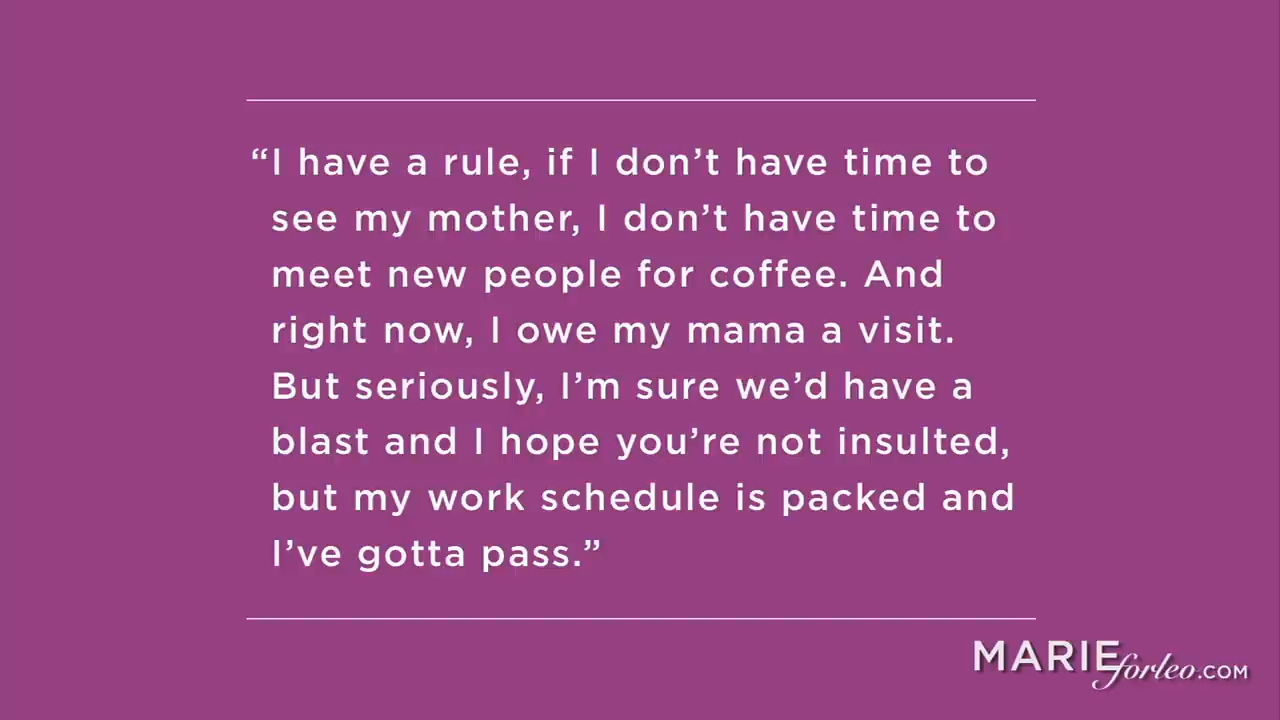 “I have a rule, if I don’t have time to
see my mother, I don’t have time to
meet new people for coffee. And
right now, I owe my mama a visit.
But seriously, I’m sure we’d have a
blast and I hope you’re not insulted,
but my work schedule is packed and
I’ve gotta pass.”
MARIE forleo.COM